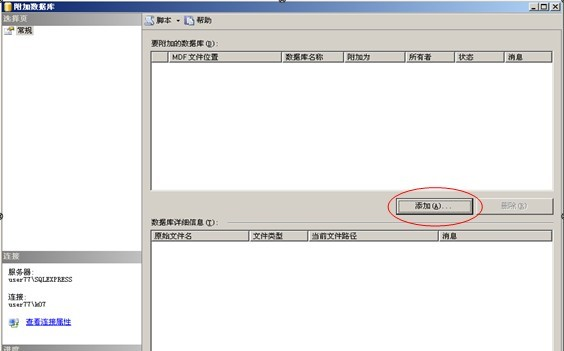 附加数据库
选择页
常规
脚本
帮助
要附加的数据库(D):
MDF 文件位置 数据库名称 附加为 所有者 状态 消息
添加(A)... 删除(R)
数据库详细信息(T):
原始文件名 文件类型 当前文件路径 消息
连接
服务器:
user77\SQLEXPRESS
连接:
user77\b07
查看连接属性
进度